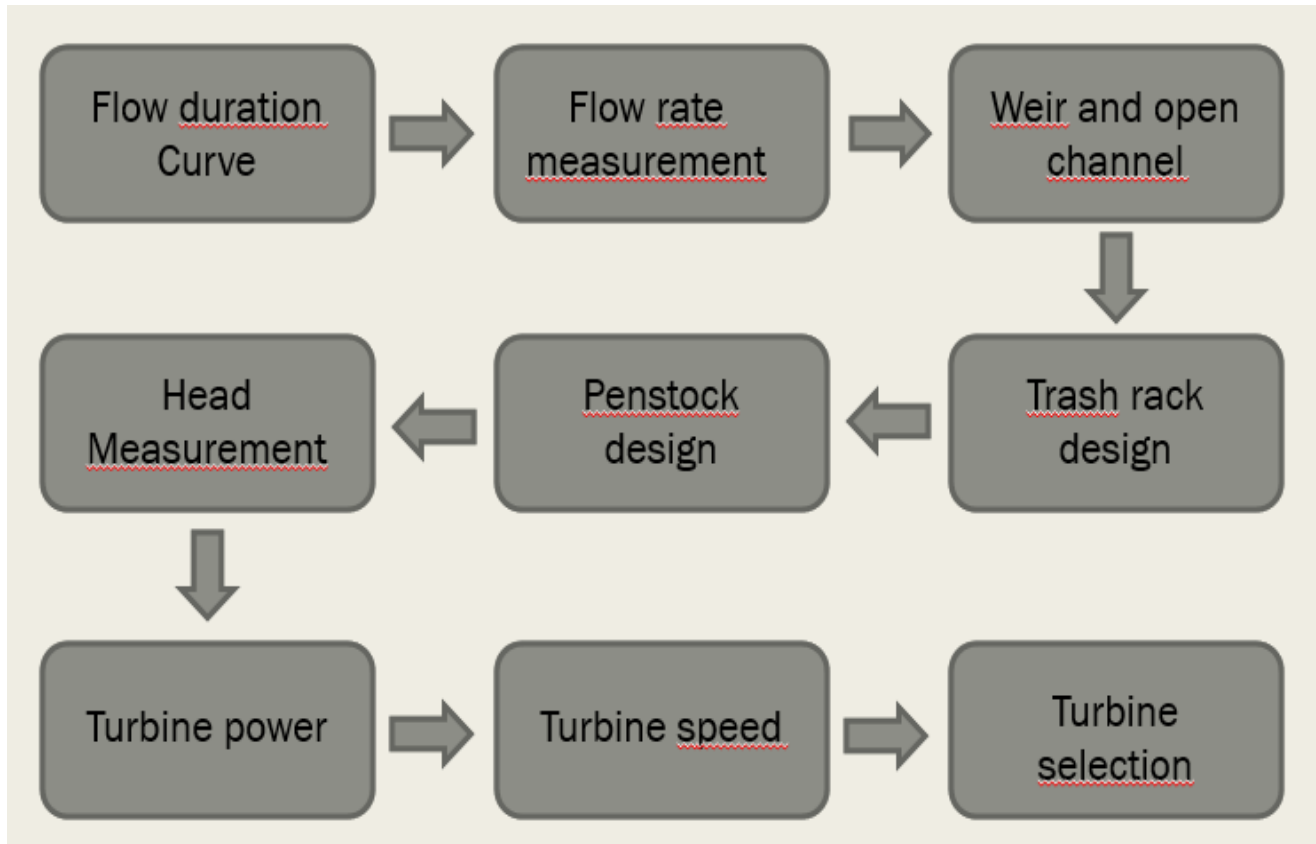 Flow duration
Curve
Flow rate
measurement
Weir and open
channel
Head
Measurement
Penstock
design
Trash rack
design
Turbine power
Turbine speed
Turbine
selection